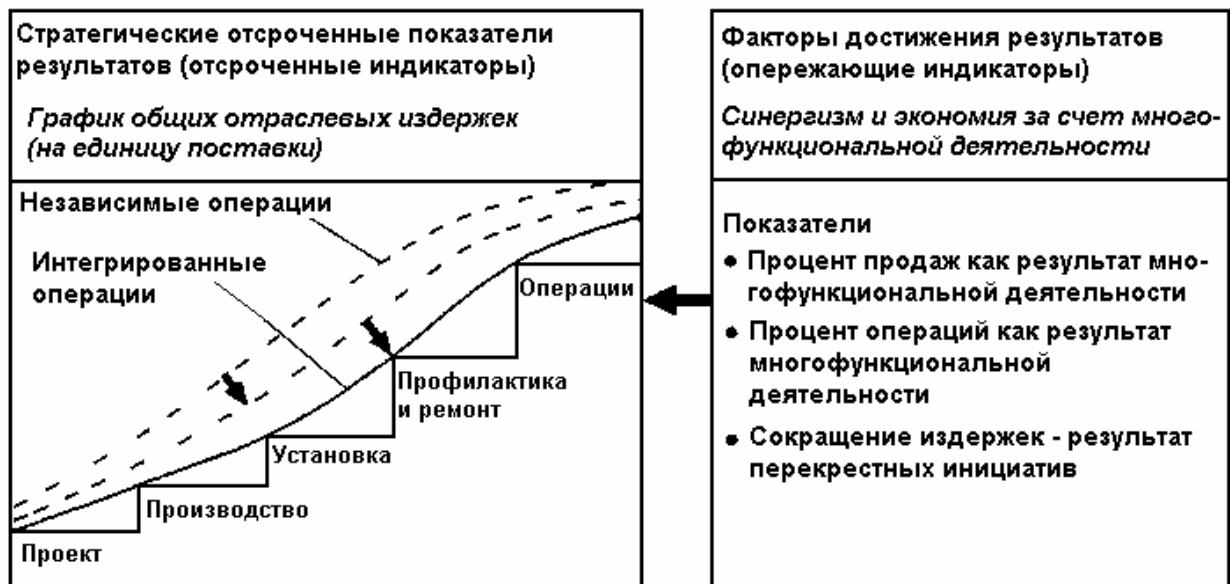 Стратегические отсроченные показатели
результатов (отсроченные индикаторы)
График общих отраслевых издержек
(на единицу поставки)
Независимые операции
Интегрированные
операции
Операции
Профилактика
и ремонт
Установка
Производство
Проект
Факторы достижения результатов
(опережающие индикаторы)
Синергизм и экономия за счет много-
функциональной деятельности
Показатели
• Процент продаж как результат мно-
гофункциональной деятельности
• Процент операций как результат
многофункциональной
деятельности
• Сокращение издержек - результат
перекрестных инициатив